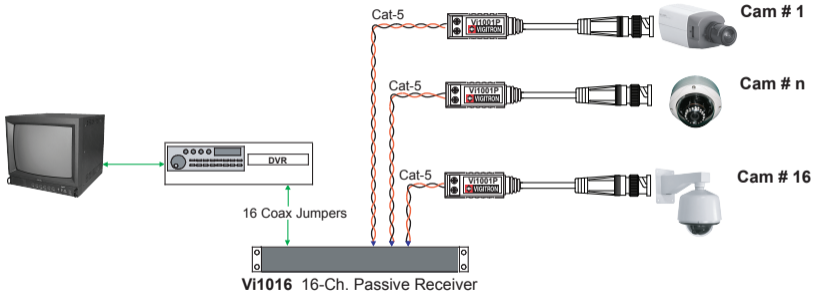 Cat-5
Vi1001P
VIGITRON
Cam # 1
Cat-5
Vi1001P
VIGITRON
Cam # n
DVR
Cat-5
Vi1001P
VIGITRON
Cam # 16
16 Coax Jumpers
Vi1016 16-Ch. Passive Receiver